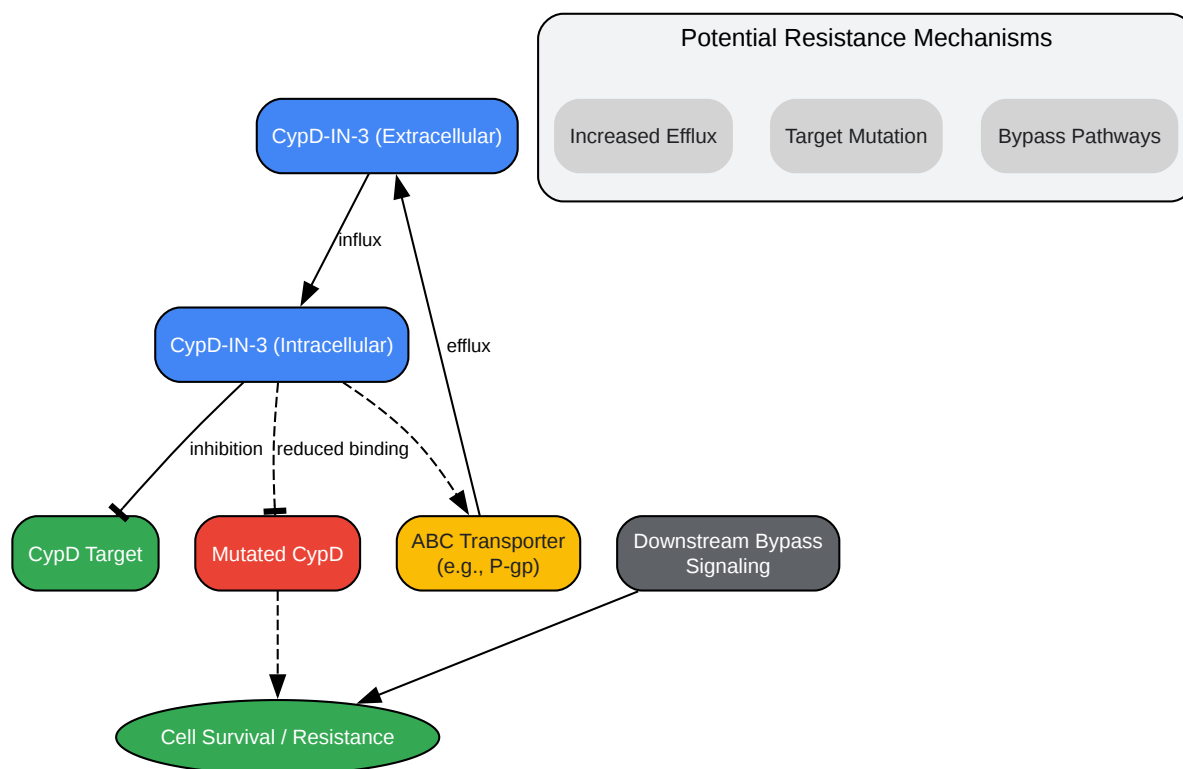 Potential Resistance Mechanisms
CypD-IN-3 (Extracellular)
Increased Efflux
Target Mutation
Bypass Pathways
influx
CypD-IN-3 (Intracellular)
efflux
inhibition
reduced binding
CypD Target
Mutated CypD
ABC Transporter
(e.g., P-gp)
Downstream Bypass
Signaling
Cell Survival / Resistance